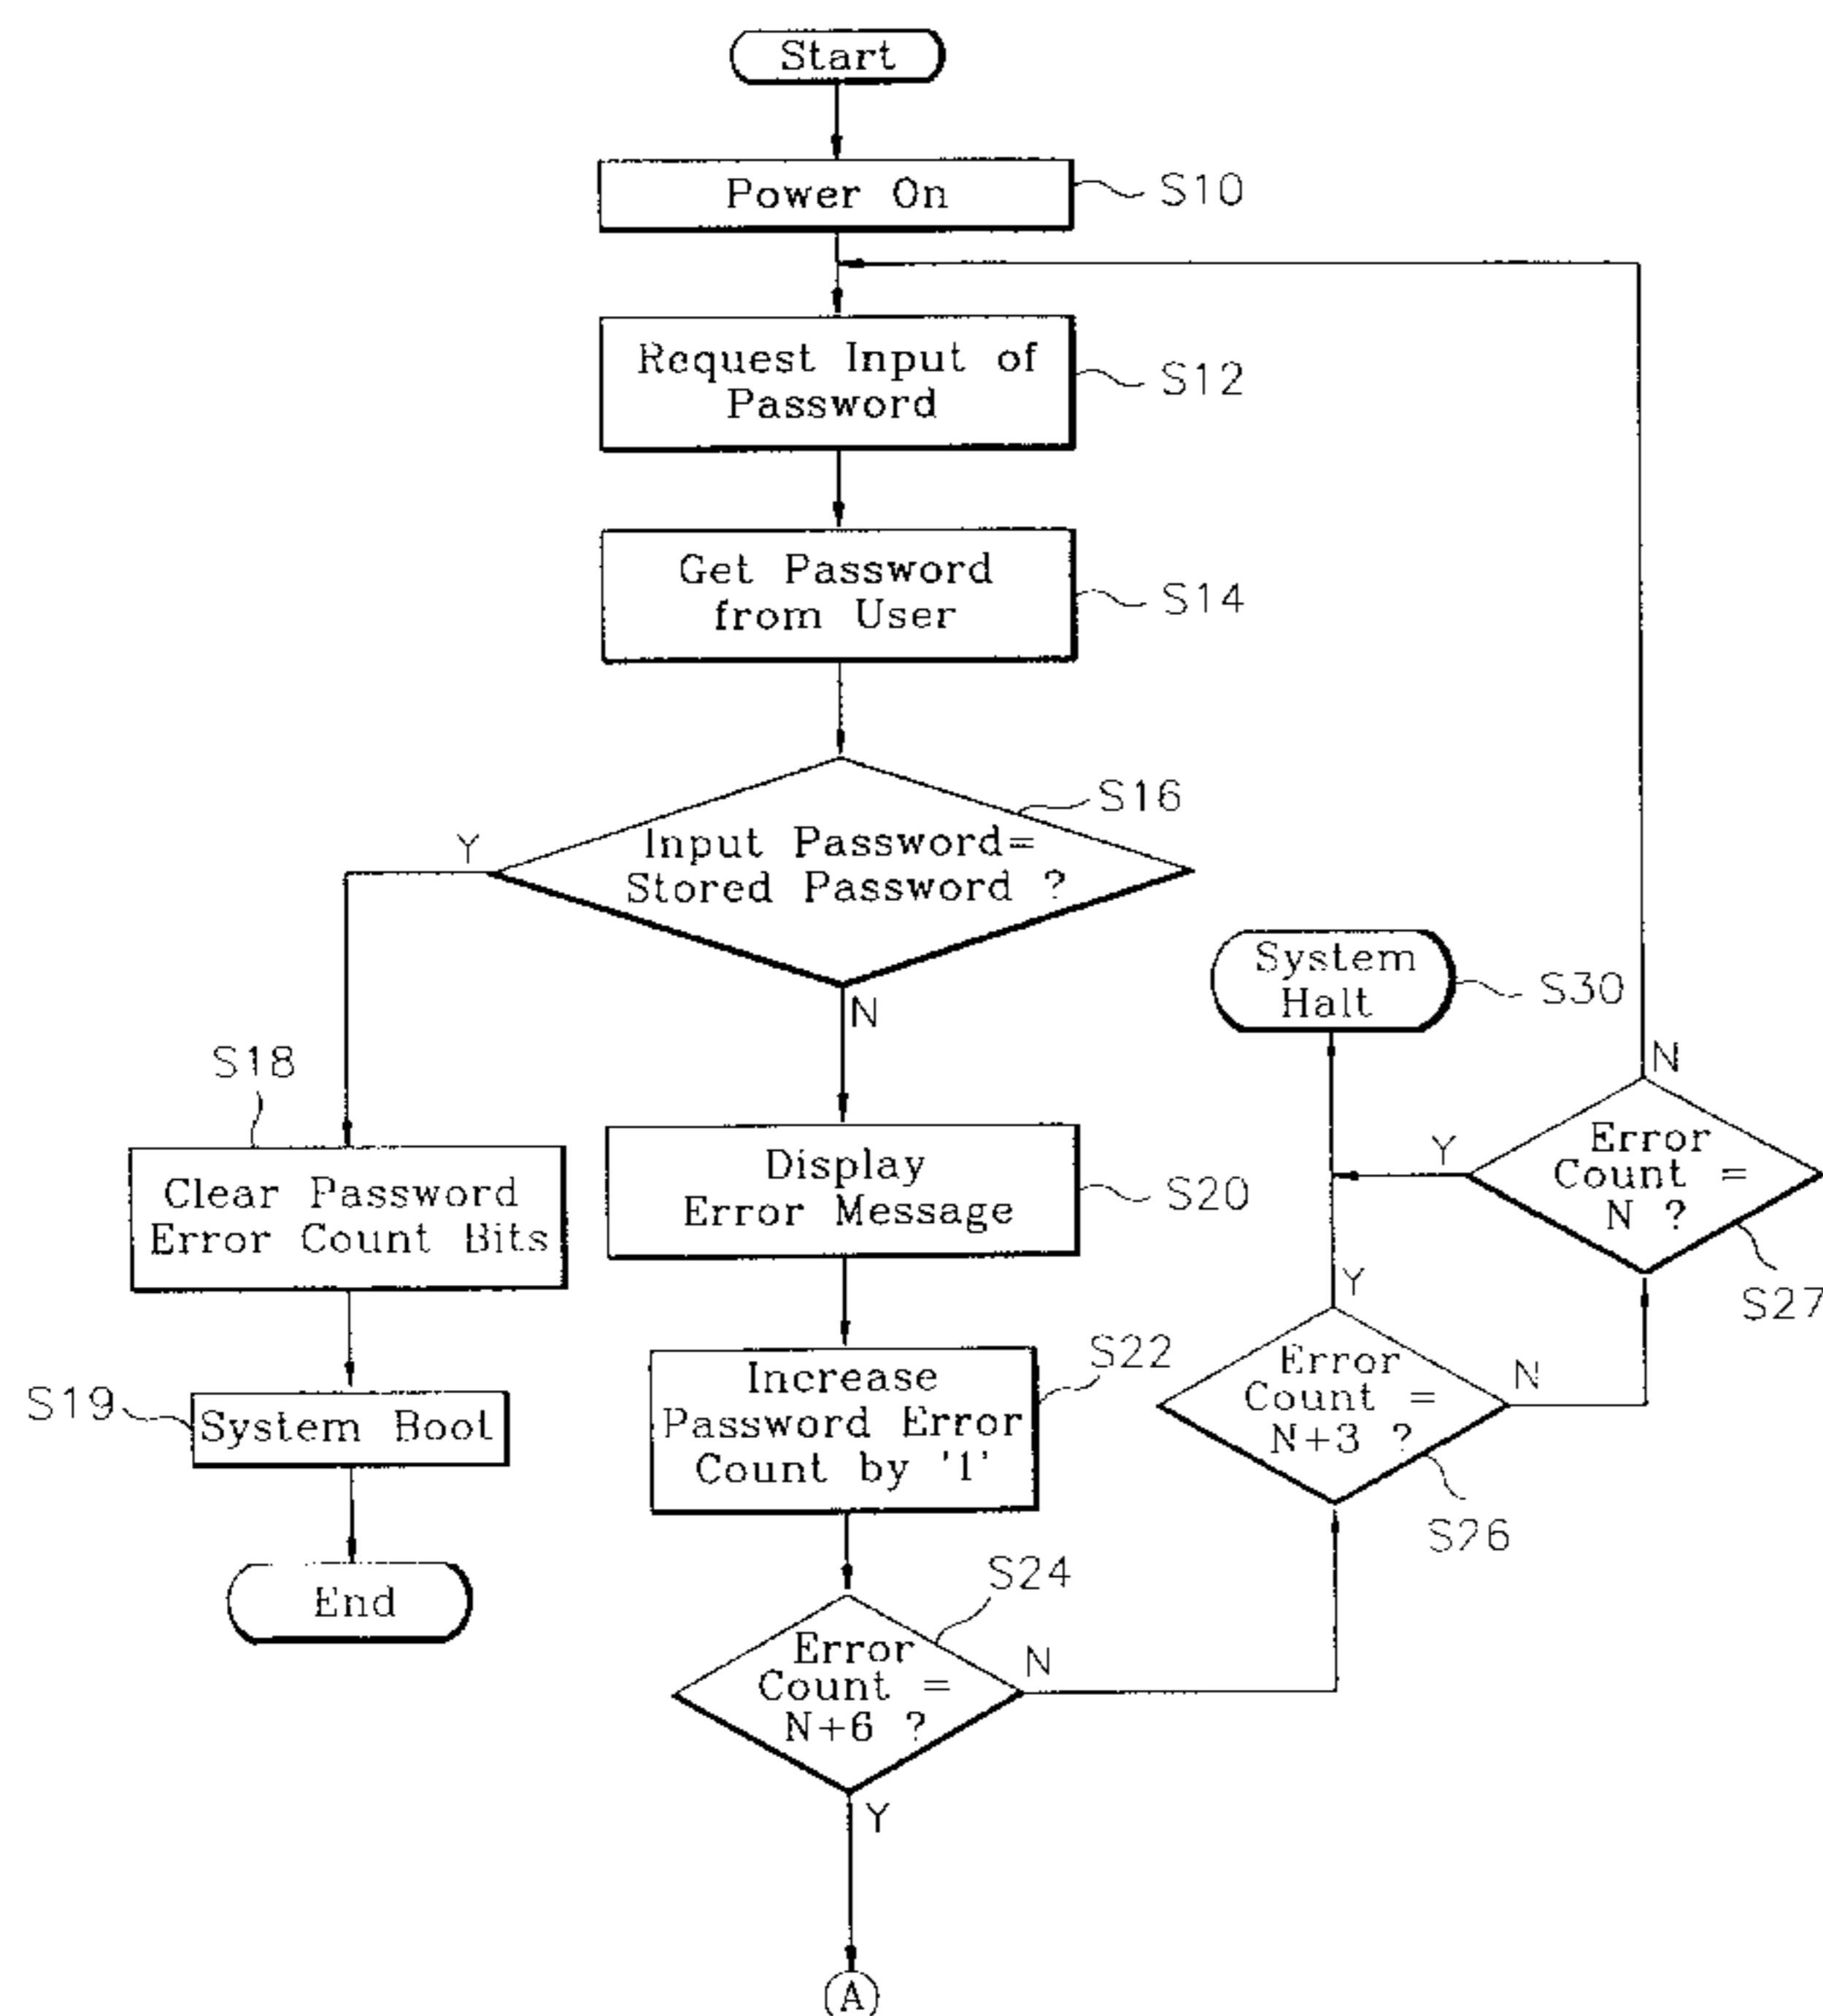 Start
Power On
S10
Request Input of
Password
S12
Get Password
from User
S14
S16
Input Password=
Stored Password ?
Y
N
System
Halt
S30
S18
Clear Password
Error Count Bits
Display
Error Message
S20
N
Error
Count =
N ?
Y
S27
S19
System Boot
End
Increase
Password Error
Count by '1'
S22
Y
Error
Count =
N+3 ?
N
S26
S24
Error
Count =
N+6 ?
N
Y
A